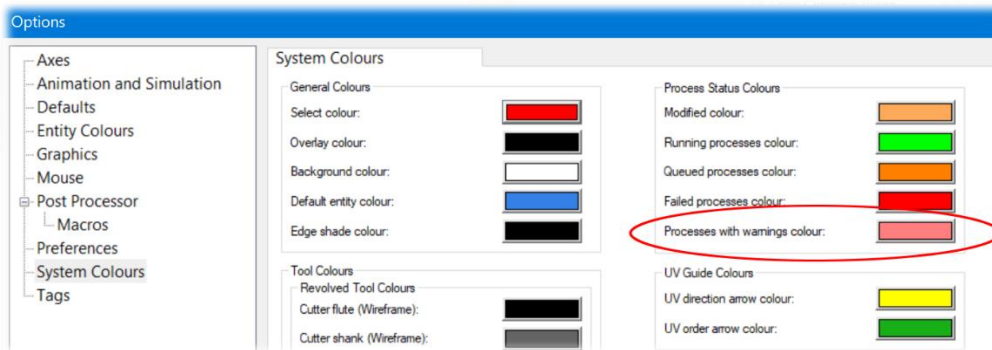 Options
Axes
Animation and Simulation
Defaults
Entity Colours
Graphics
Mouse
Post Processor
Macros
Preferences
System Colours
Tags
System Colours
General Colours
Select colour:
Overlay colour:
Background colour:
Default entity colour:
Edge shade colour:
Tool Colours
Revolved Tool Colours
Cutter flute (Wireframe):
Cutter shank (Wireframe):
Process Status Colours
Modified colour:
Running processes colour:
Queued processes colour:
Failed processes colour:
Processes with warnings colour:
UV Guide Colours
UV direction arrow colour:
UV order arrow colour: